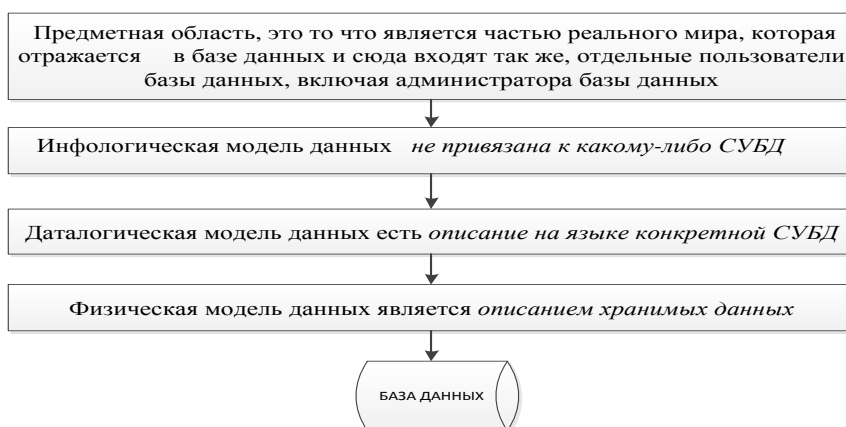 Предметная область, это то что является частью реального мира, которая
отражается в базе данных и сюда входят так же, отдельные пользователи
базы данных, включая администратора базы данных
Инфологическая модель данных не привязана к какому-либо СУБД
Даталогическая модель данных есть описание на языке конкретной СУБД
Физическая модель данных является описанием хранимых данных
БАЗА ДАННЫХ